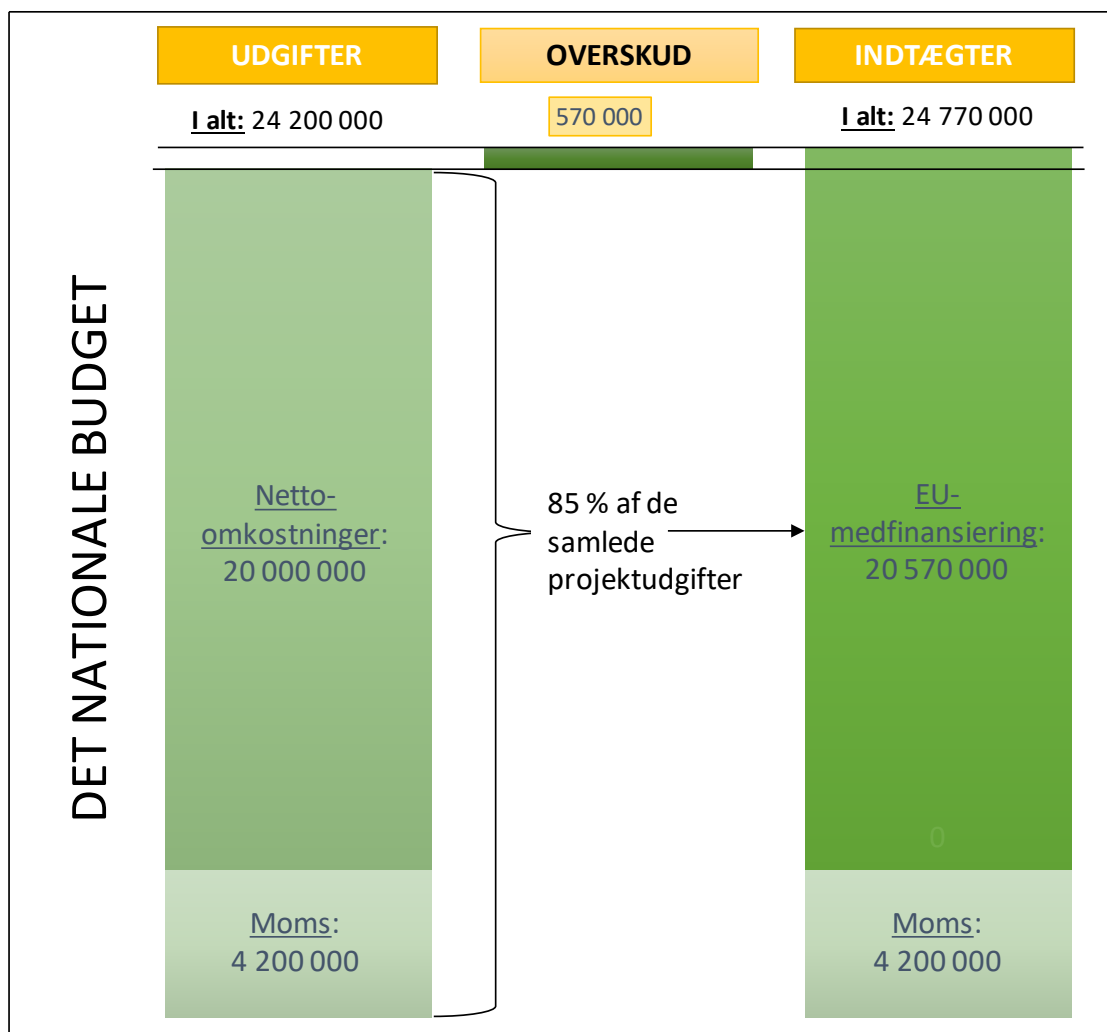 UDGIFTER
OVERSKUD
INDTÆGTER
I alt: 24 200 000
570 000
I alt: 24 770 000
DET NATIONALE BUDGET
Netto-
omkostninger:
20 000 000
85 % af de
samlede
projektudgifter
EU-
medfinansiering:
20 570 000
0
Moms:
4 200 000
Moms:
4 200 000